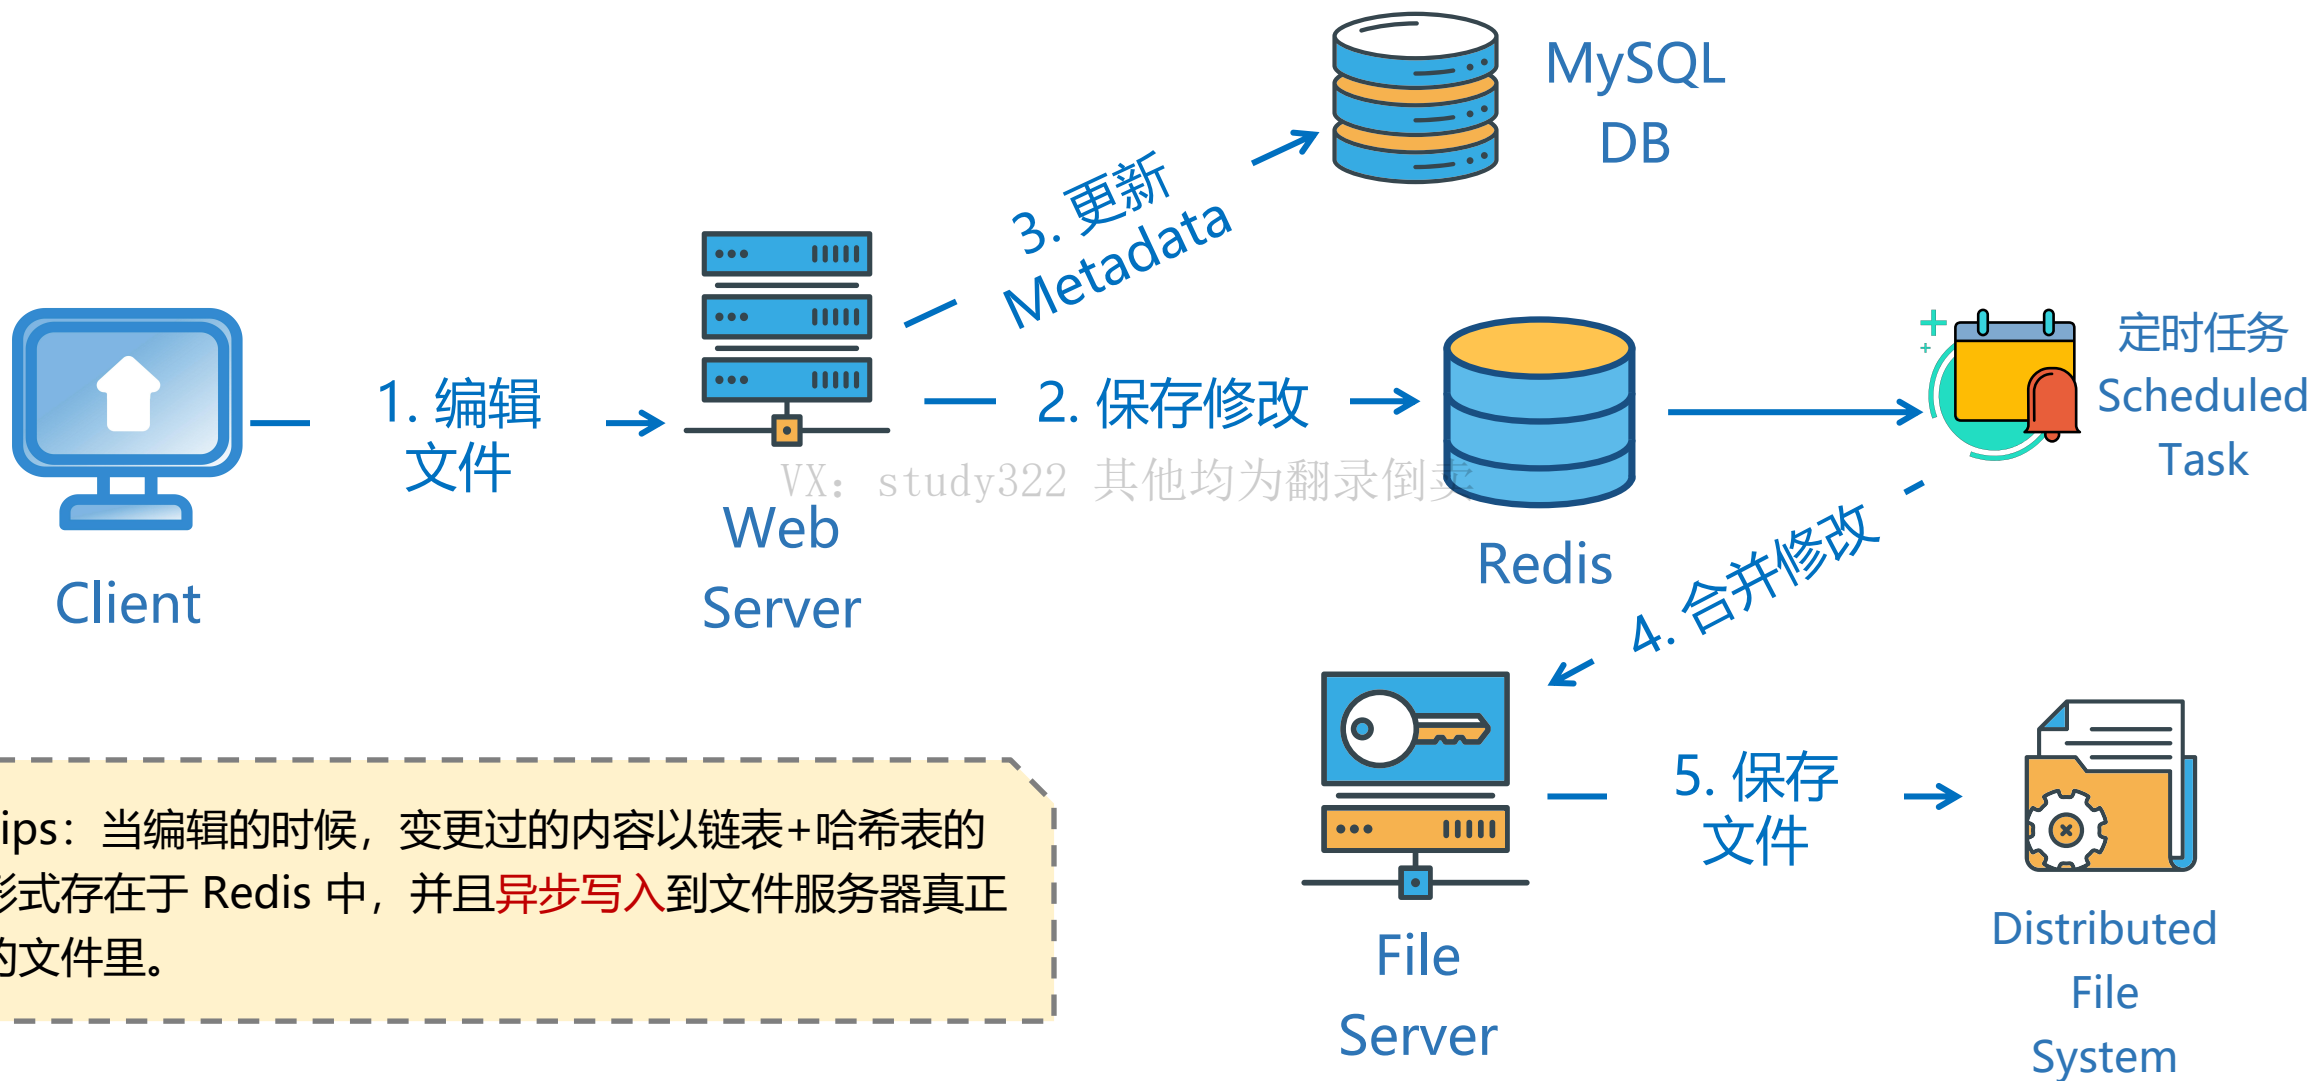 MySQL
DB
3. 更新
Metadata
定时任务
Scheduled
Task
1. 编辑
文件
2. 保存修改
VX: study322 其他均为翻录倒卖
Web
Server
Redis
Client
4. 合并修改
5. 保存
文件
ips：当编辑的时候，变更过的内容以链表+哈希表的
形式存在于 Redis 中，并且异步写入到文件服务器真正
的文件里。
File
Server
Distributed
File
System